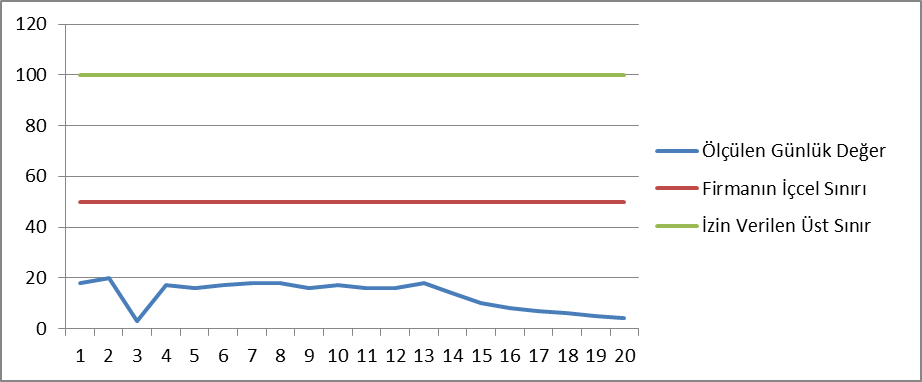 120
100
80
60
40
20
0
1 2 3 4 5 6 7 8 9 10 11 12 13 14 15 16 17 18 19 20
Ölçülen Günlük Değer
Firmanın İçcel Sınırı
İzin Verilen Üst Sınır